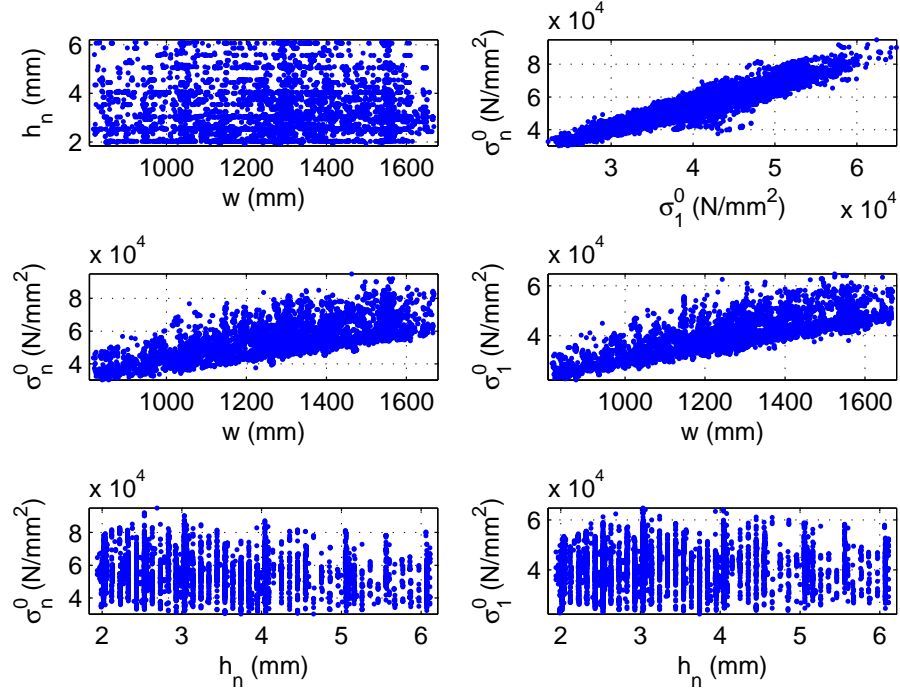 6
4
2
h_n (mm)
1000 1200 1400 1600
w (mm)
x 10^4
8
6
4
σ_n^0 (N/mm^2)
3 4 5 6
σ_1^0 (N/mm^2)
x 10^4
x 10^4
8
6
4
σ_n^0 (N/mm^2)
1000 1200 1400 1600
w (mm)
x 10^4
6
4
σ_1^0 (N/mm^2)
1000 1200 1400 1600
w (mm)
x 10^4
8
6
4
σ_n^0 (N/mm^2)
2 3 4 5 6
h_n (mm)
x 10^4
6
4
σ_1^0 (N/mm^2)
2 3 4 5 6
h_n (mm)